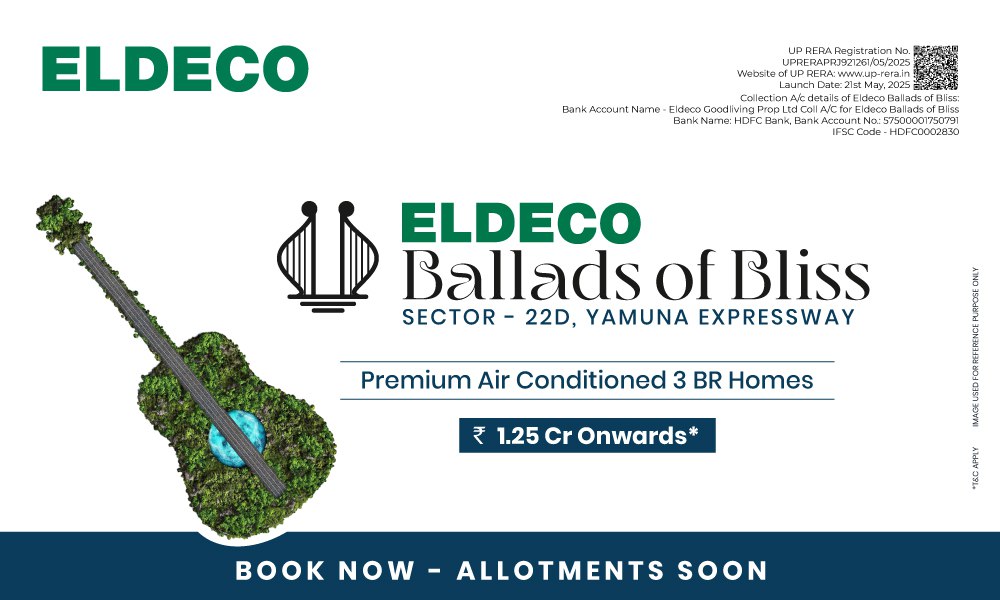 ELDECO
UP RERA Registration No.
UPRERAPRJ921261/05/2025
Website of UP RERA: www.up-rera.in
Launch Date: 21st May, 2025
Collection A/c details of Eldeco Ballads of Bliss:
Bank Account Name - Eldeco Goodliving Prop Ltd Coll A/C for Eldeco Ballads of Bliss
Bank Name: HDFC Bank, Bank Account No.: 57500001750791
IFSC Code - HDFC0002830
ELDECO
Ballads of Bliss
SECTOR - 22D, YAMUNA EXPRESSWAY
Premium Air Conditioned 3 BR Homes
₹ 1.25 Cr Onwards*
*T&C APPLY IMAGE USED FOR REFERENCE PURPOSE ONLY
BOOK NOW - ALLOTMENTS SOON